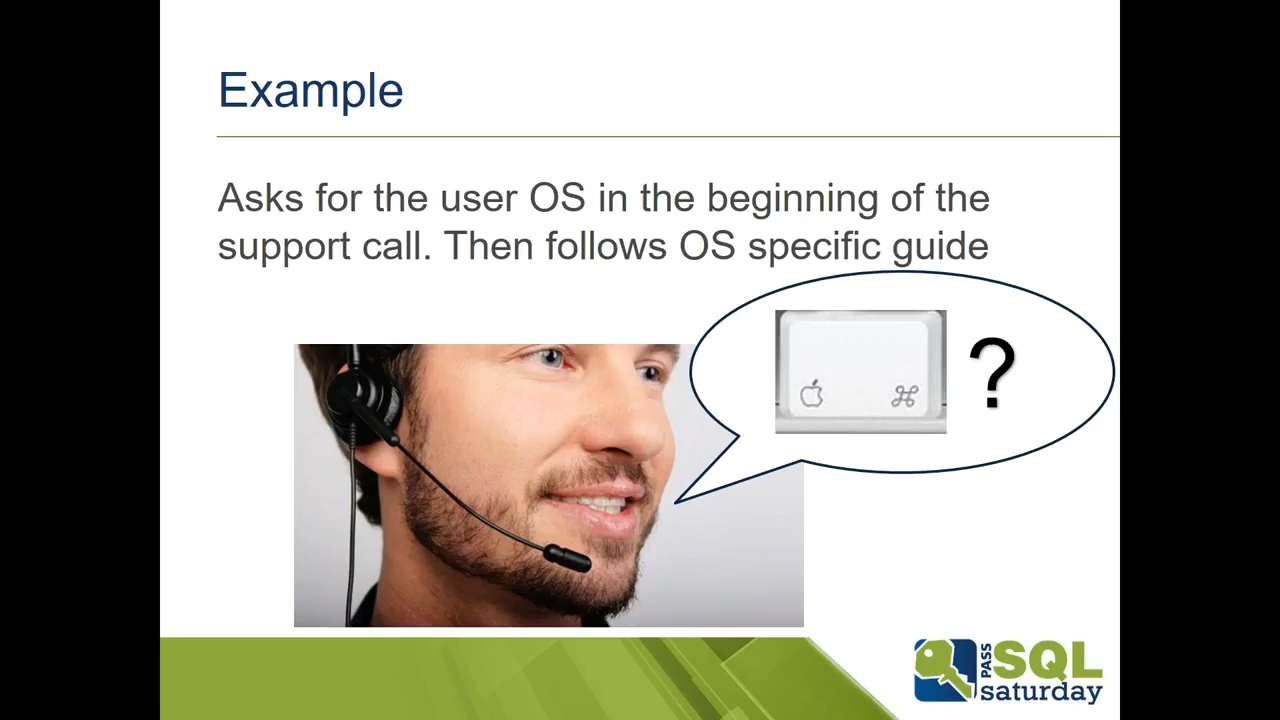 Example
Asks for the user OS in the beginning of the
support call. Then follows OS specific guide
?
PASS
SQL
saturday